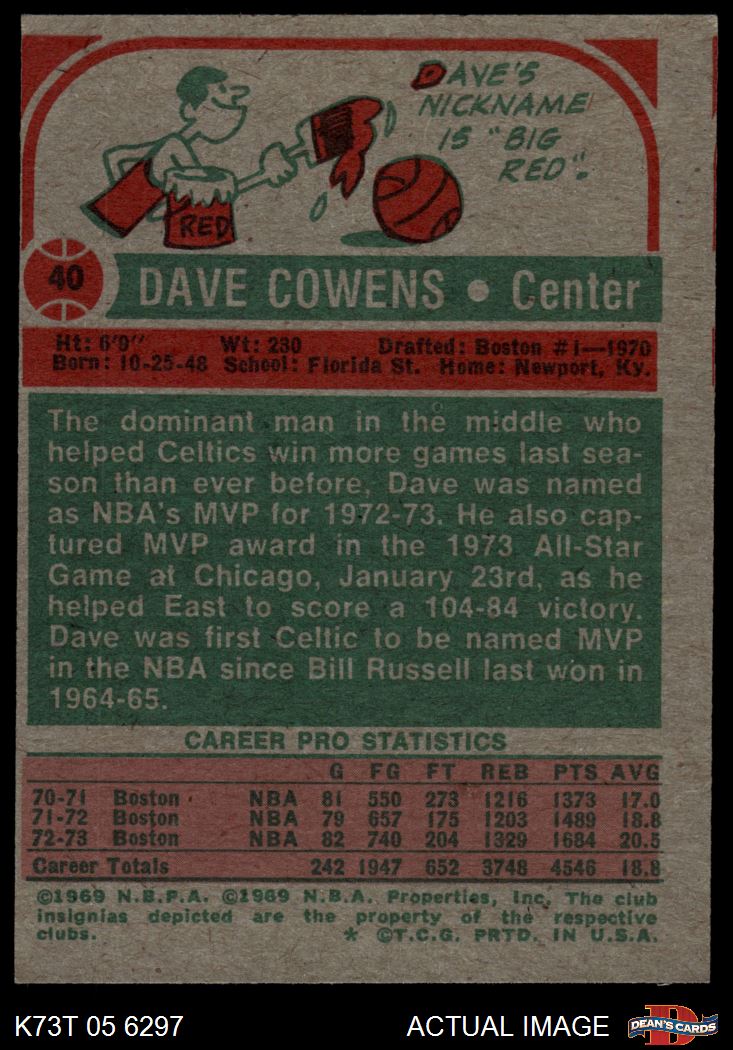 DAVE'S
NICKNAME
IS "BIG
RED".
RED
40
DAVE COWENS • Center
Ht: 6'9" Wt: 230 Drafted: Boston #1—1970
Born: 10-25-48 School: Florida St. Home: Newport, Ky.
The dominant man in the middle who
helped Celtics win more games last sea-
son than ever before, Dave was named
as NBA's MVP for 1972-73. He also cap-
tured MVP award in the 1973 All-Star
Game at Chicago, January 23rd, as he
helped East to score a 104-84 victory.
Dave was first Celtic to be named MVP
in the NBA since Bill Russell last won in
1964-65.
CAREER PRO STATISTICS
G FG FT REB PTS AVG
70-71 Boston NBA 81 550 273 1216 1373 17.0
71-72 Boston NBA 79 657 175 1203 1489 18.8
72-73 Boston NBA 82 740 204 1329 1684 20.5
Career Totals 242 1947 652 3748 4546 18.8
©1969 N.B.P.A. ©1969 N.B.A. Properties, Inc. The club
insignias depicted are the property of the respective
clubs. * ©T.C.G. PRTD. IN U.S.A.
K73T 05 6297 ACTUAL IMAGE D DEAN'S CARDS